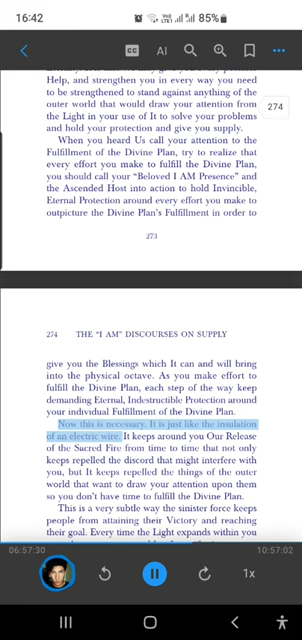 16:42
85%
CC
AI
274
Help, and strengthen you in every way you need
to be strengthened to stand against anything of the
outer world that would draw your attention from
the Light in your use of It to solve your problems
and hold your protection and give you supply.
When you heard Us call your attention to the
Fulfillment of the Divine Plan, try to realize that
every effort you make to fulfill the Divine Plan,
you should call your “Beloved I AM Presence” and
the Ascended Host into action to hold Invincible,
Eternal Protection around every effort you make to
outpicture the Divine Plan’s Fulfillment in order to
273
274 THE “I AM” DISCOURSES ON SUPPLY
give you the Blessings which It can and will bring
into the physical octave. As you make effort to
fulfill the Divine Plan, each step of the way keep
demanding Eternal, Indestructible Protection around
your individual Fulfillment of the Divine Plan.
Now this is necessary. It is just like the insulation
of an electric wire. It keeps around you Our Release
of the Sacred Fire from time to time that not only
keeps repelled the discord that might interfere with
you, but It keeps repelled the things of the outer
world that want to draw your attention upon them
so you don’t have time to fulfill the Divine Plan.
This is a very subtle way the sinister force keeps
people from attaining their Victory and reaching
their goal. Every time the Light expands within you
06:57:30
10:57:02
1x